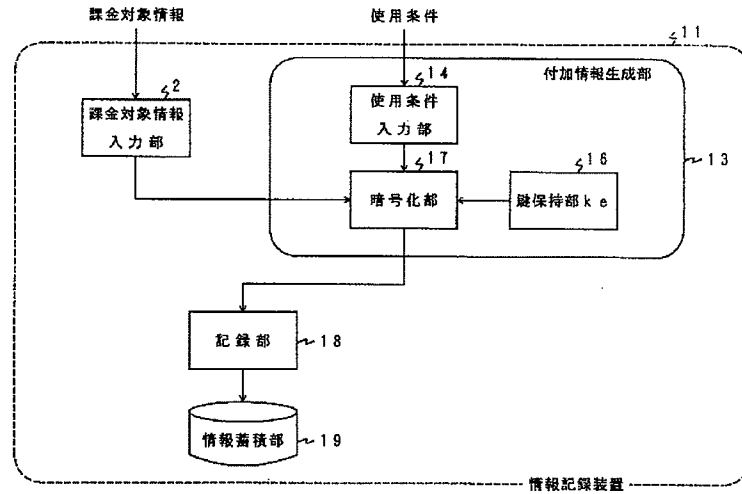 課金対象情報
使用条件
11
付加情報生成部
2
課金対象情報
入力部
14
使用条件
入力部
13
17
暗号化部
16
鍵保持部ke
記録部
18
情報蓄積部
19
情報記録装置